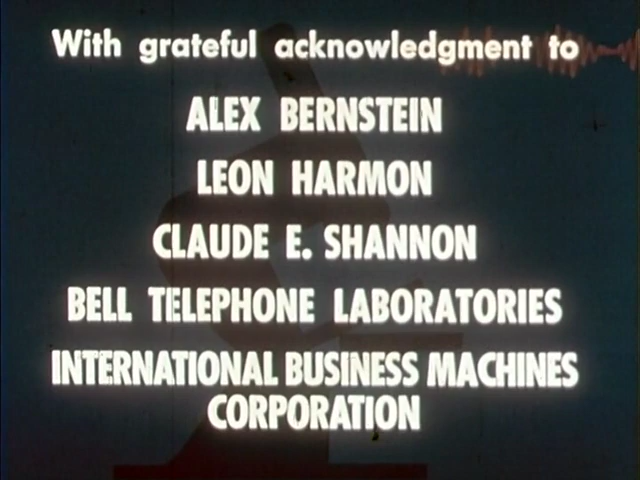 With grateful acknowledgment to
ALEX BERNSTEIN
LEON HARMON
CLAUDE E. SHANNON
BELL TELEPHONE LABORATORIES
INTERNATIONAL BUSINESS MACHINES
CORPORATION